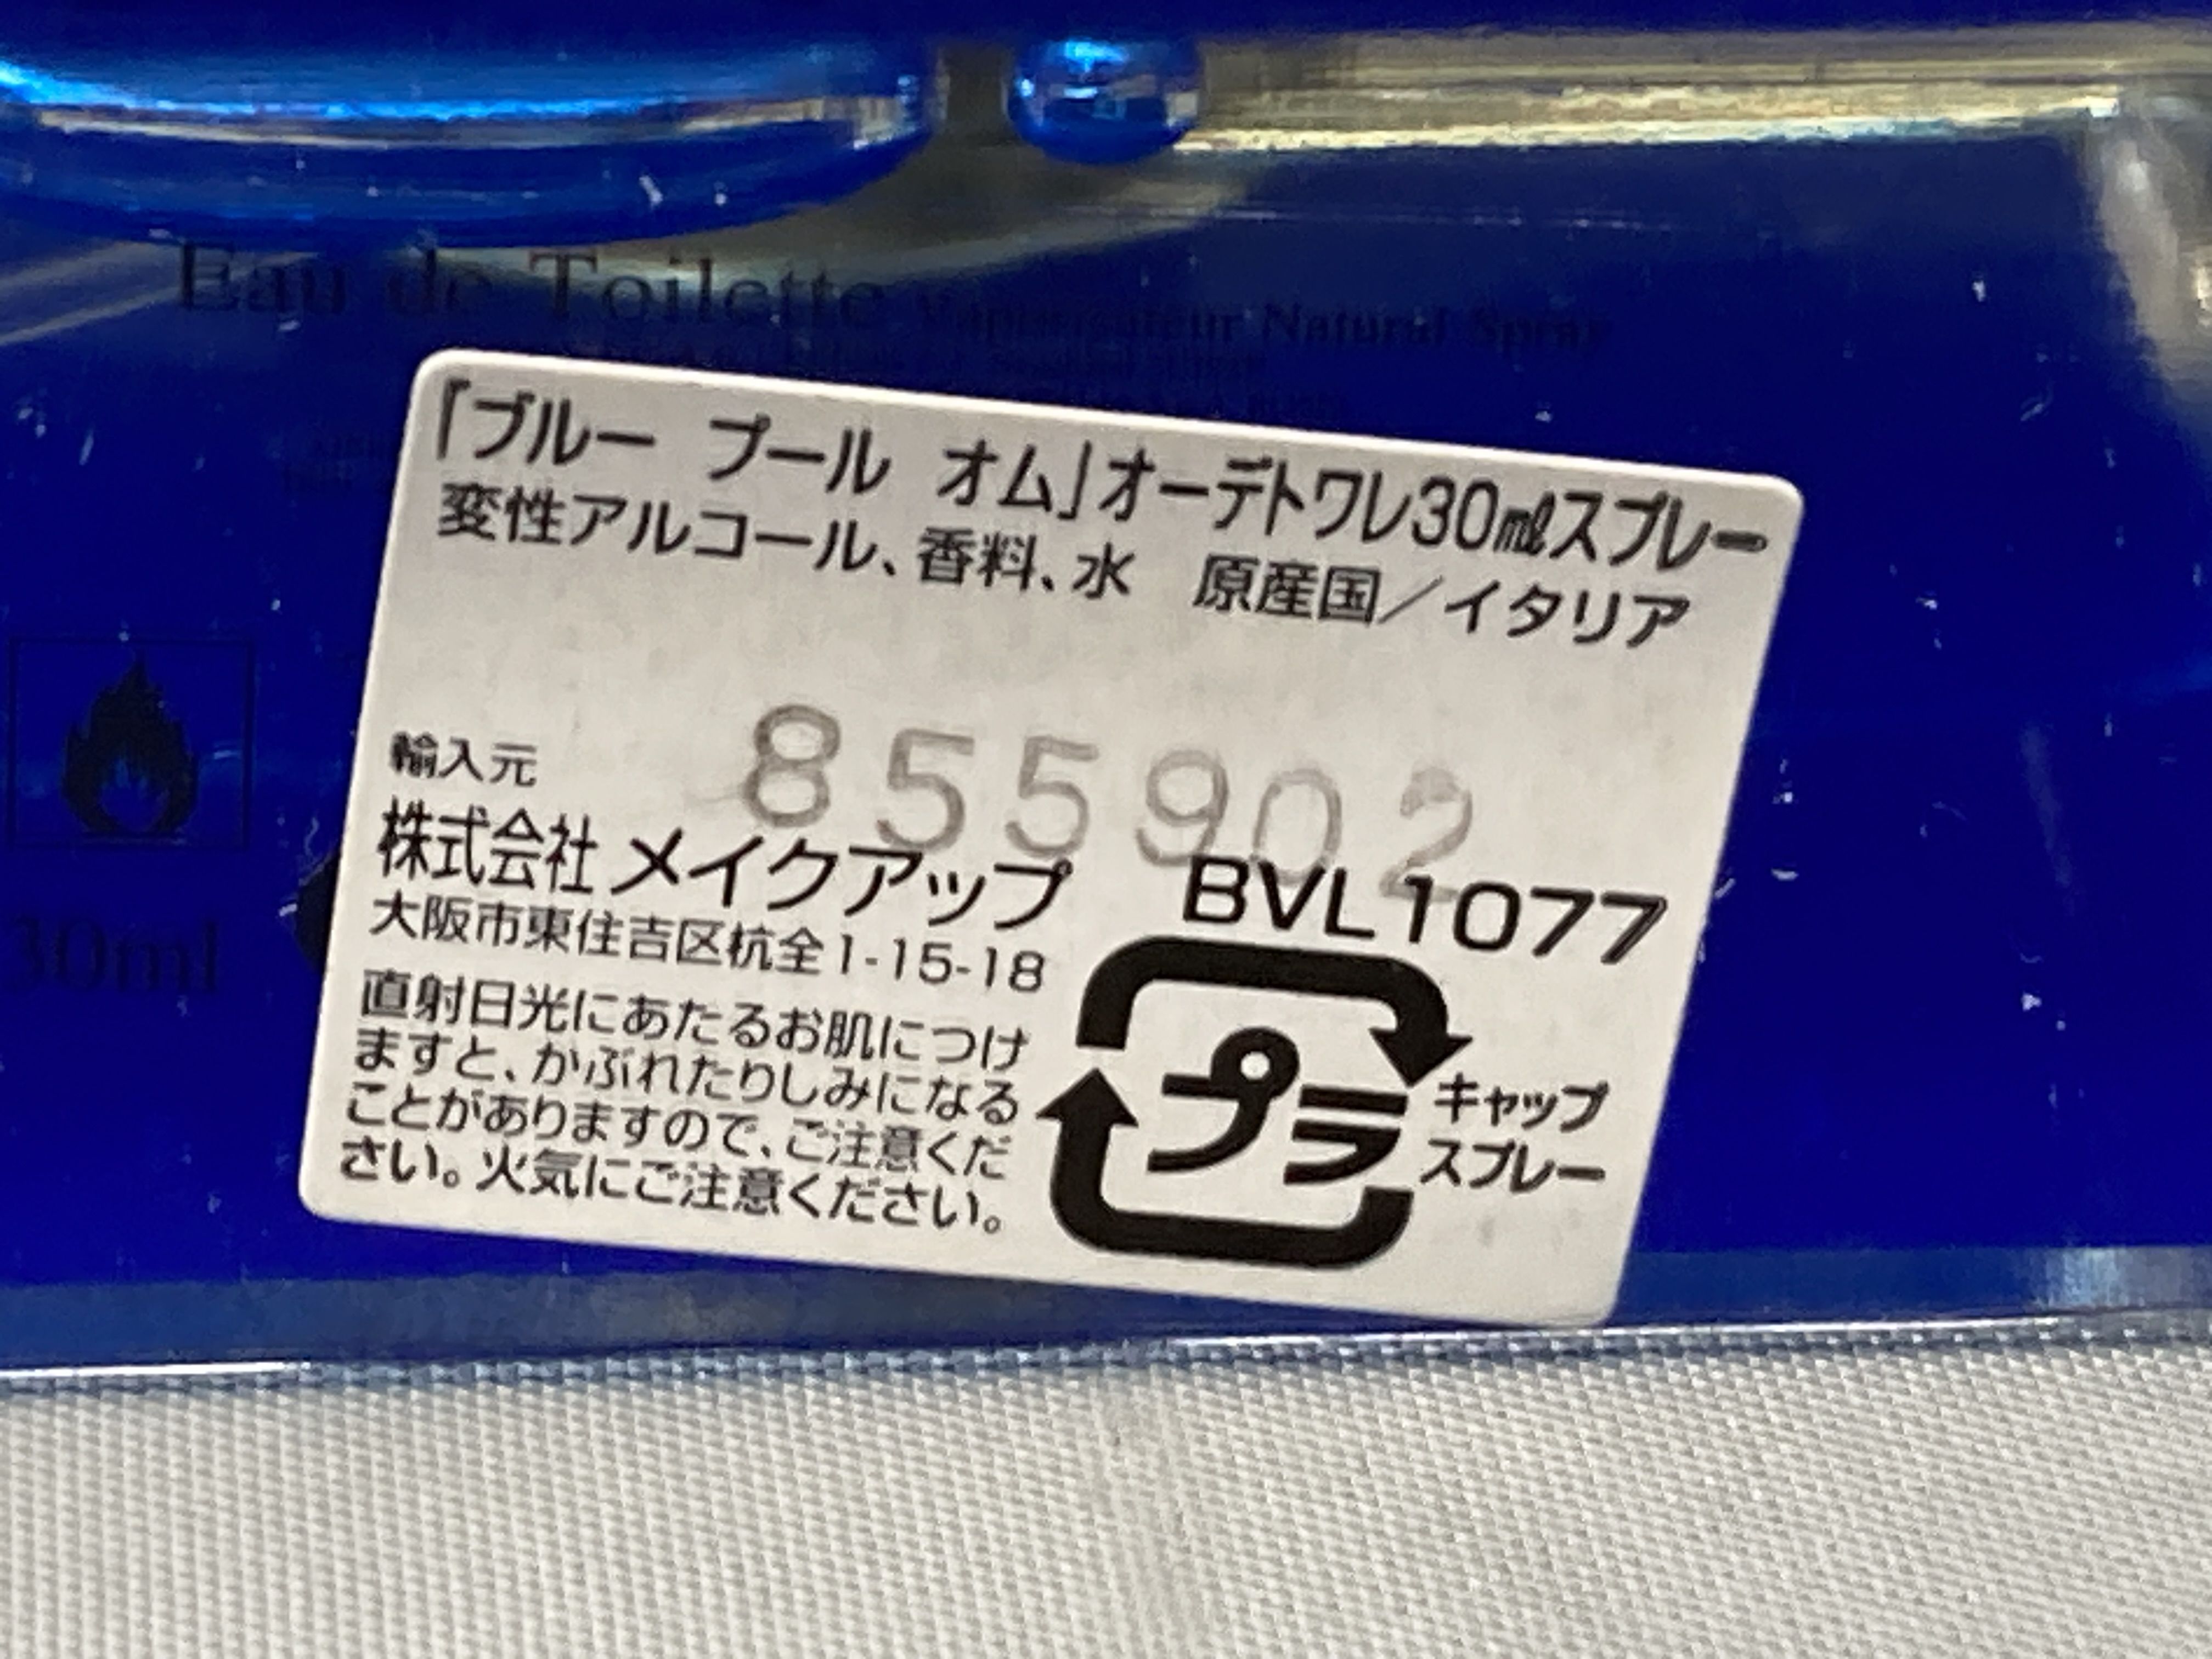 Eau de Toilette Vaporisateur Natural Spray
「ブルー プール オム」オーデトワレ30㎖スプレー
変性アルコール、香料、水 原産国／イタリア
855902
輸入元
株式会社 メイクアップ BVL1077
大阪市東住吉区杭全1-15-18
直射日光にあたるお肌につけ
ますと、かぶれたりしみになる
ことがありますので、ご注意くだ
さい。火気にご注意ください。
プラ
キャップ
スプレー
30ml